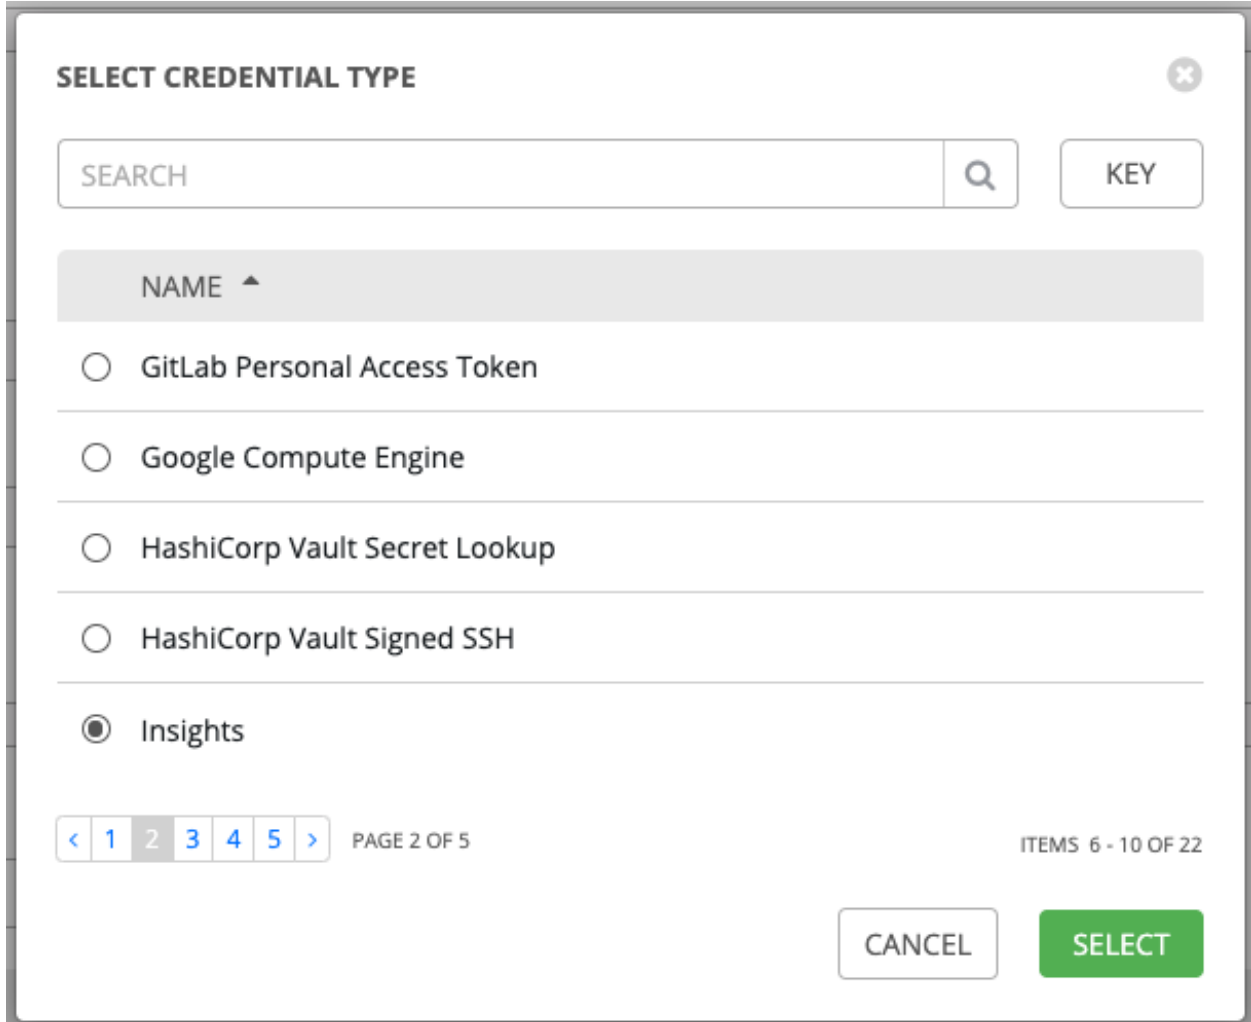 SELECT CREDENTIAL TYPE
SEARCH
KEY
NAME
GitLab Personal Access Token
Google Compute Engine
HashiCorp Vault Secret Lookup
HashiCorp Vault Signed SSH
Insights
< 1 2 3 4 5 > PAGE 2 OF 5
ITEMS 6 - 10 OF 22
CANCEL
SELECT